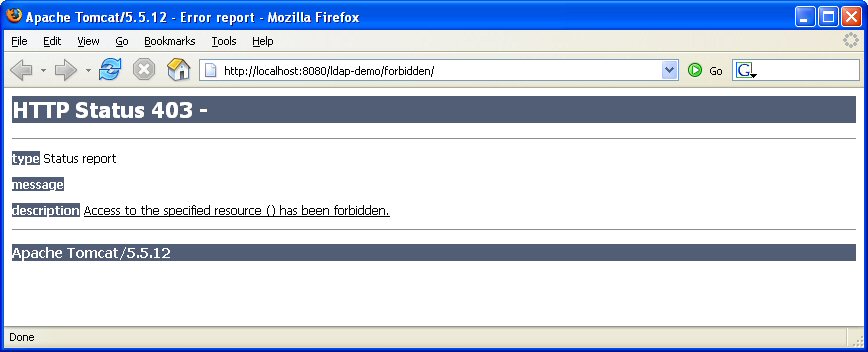 Apache Tomcat/5.5.12 - Error report - Mozilla Firefox
File Edit View Go Bookmarks Tools Help
http://localhost:8080/ldap-demo/forbidden/ Go G
HTTP Status 403 -
type Status report
message
description Access to the specified resource () has been forbidden.
Apache Tomcat/5.5.12
Done